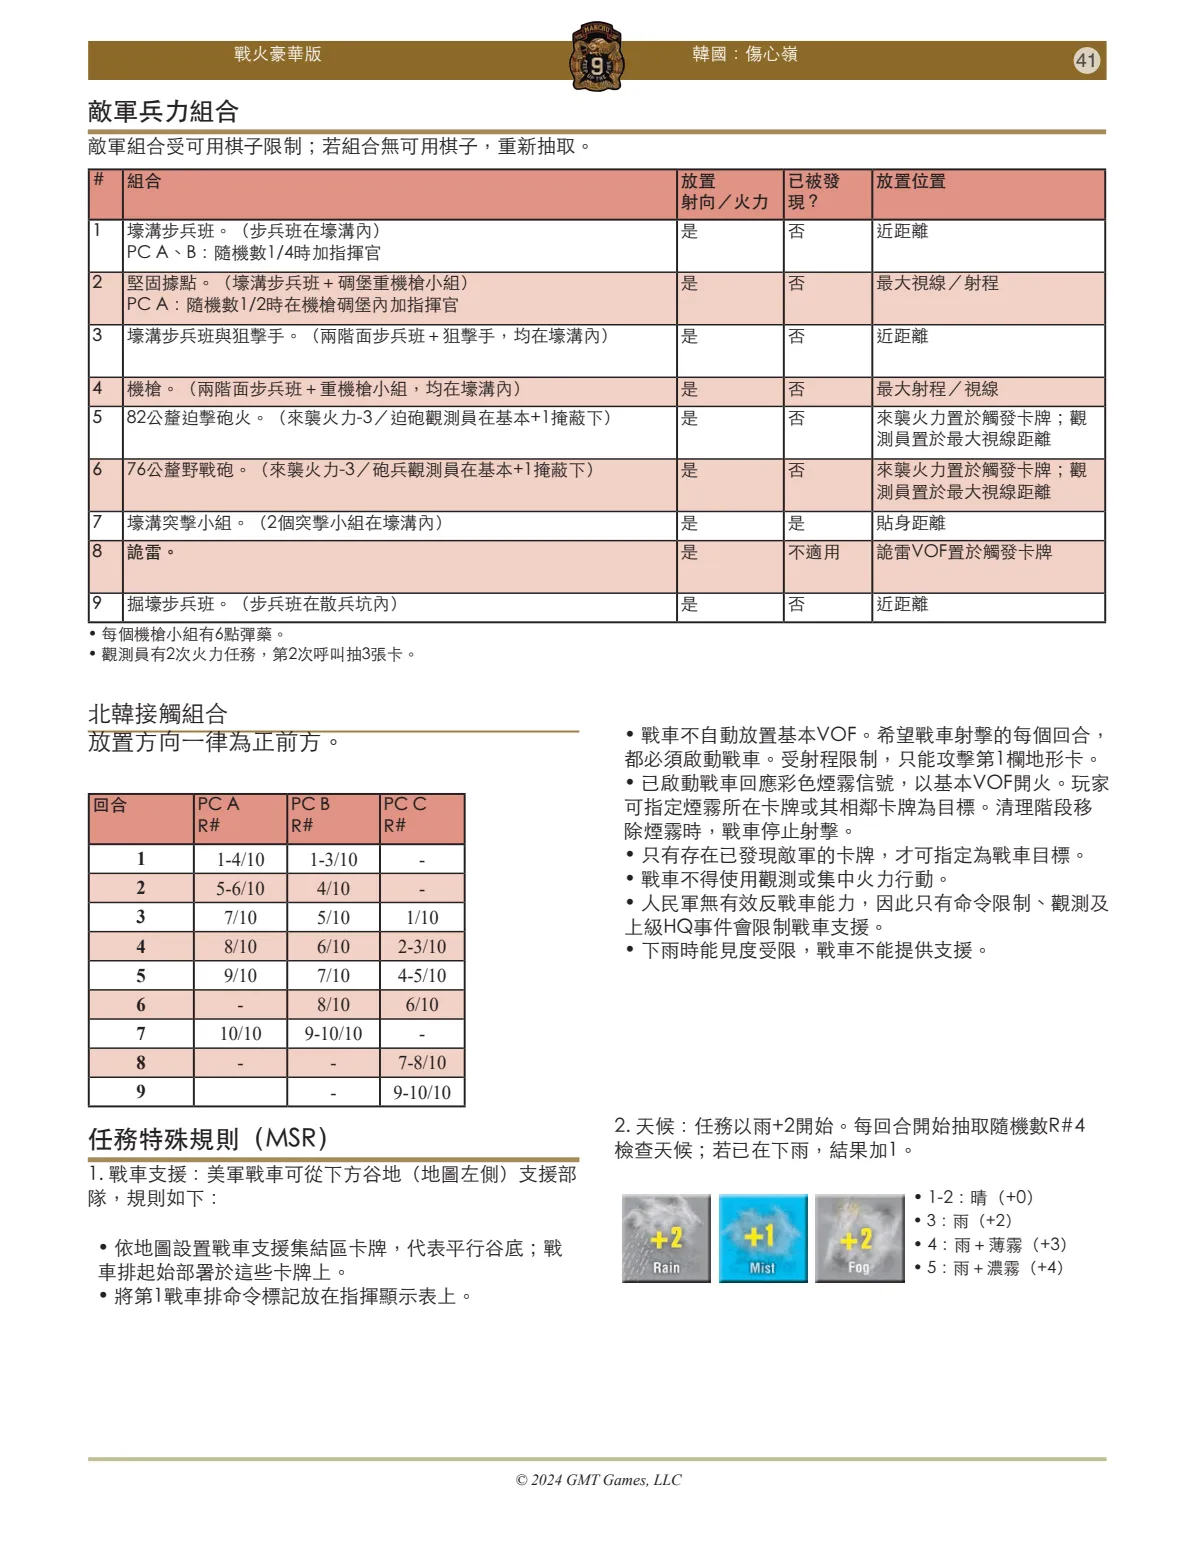 戰火豪華版
韓國：傷心嶺
41
MANCHU
9
敵軍兵力組合
敵軍組合受可用棋子限制；若組合無可用棋子，重新抽取。
# 組合 放置 已被發 放置位置
射向／火力 現？
1 壕溝步兵班。（步兵班在壕溝內） 是 否 近距離
PC A、B：隨機數1/4時加指揮官
2 堅固據點。（壕溝步兵班＋碉堡重機槍小組） 是 否 最大視線／射程
PC A：隨機數1/2時在機槍碉堡內加指揮官
3 壕溝步兵班與狙擊手。（兩階面步兵班＋狙擊手，均在壕溝內） 是 否 近距離
4 機槍。（兩階面步兵班＋重機槍小組，均在壕溝內） 是 否 最大射程／視線
5 82公釐迫擊砲火。（來襲火力-3／迫砲觀測員在基本+1掩蔽下） 是 否 來襲火力置於觸發卡牌；觀
測員置於最大視線距離
6 76公釐野戰砲。（來襲火力-3／砲兵觀測員在基本+1掩蔽下） 是 否 來襲火力置於觸發卡牌；觀
測員置於最大視線距離
7 壕溝突擊小組。（2個突擊小組在壕溝內） 是 是 貼身距離
8 詭雷。 是 不適用 詭雷VOF置於觸發卡牌
9 掘壕步兵班。（步兵班在散兵坑內） 是 否 近距離
• 每個機槍小組有6點彈藥。
• 觀測員有2次火力任務，第2次呼叫抽3張卡。
北韓接觸組合
放置方向一律為正前方。
回合 PC A PC B PC C
R# R# R#
1 1-4/10 1-3/10 -
2 5-6/10 4/10 -
3 7/10 5/10 1/10
4 8/10 6/10 2-3/10
5 9/10 7/10 4-5/10
6 - 8/10 6/10
7 10/10 9-10/10 -
8 - - 7-8/10
9 - 9-10/10
任務特殊規則（MSR）
1. 戰車支援：美軍戰車可從下方谷地（地圖左側）支援部
隊，規則如下：
• 依地圖設置戰車支援集結區卡牌，代表平行谷底；戰
車排起始部署於這些卡牌上。
• 將第1戰車排命令標記放在指揮顯示表上。
• 戰車不自動放置基本VOF。希望戰車射擊的每個回合，
都必須啟動戰車。受射程限制，只能攻擊第1欄地形卡。
• 已啟動戰車回應彩色煙霧信號，以基本VOF開火。玩家
可指定煙霧所在卡牌或其相鄰卡牌為目標。清理階段移
除煙霧時，戰車停止射擊。
• 只有存在已發現敵軍的卡牌，才可指定為戰車目標。
• 戰車不得使用觀測或集中火力行動。
• 人民軍無有效反戰車能力，因此只有命令限制、觀測及
上級HQ事件會限制戰車支援。
• 下雨時能見度受限，戰車不能提供支援。
2. 天候：任務以雨+2開始。每回合開始抽取隨機數R#4
檢查天候；若已在下雨，結果加1。
+2 Rain
+1 Mist
+2 Fog
• 1-2：晴（+0）
• 3：雨（+2）
• 4：雨＋薄霧（+3）
• 5：雨＋濃霧（+4）
© 2024 GMT Games, LLC